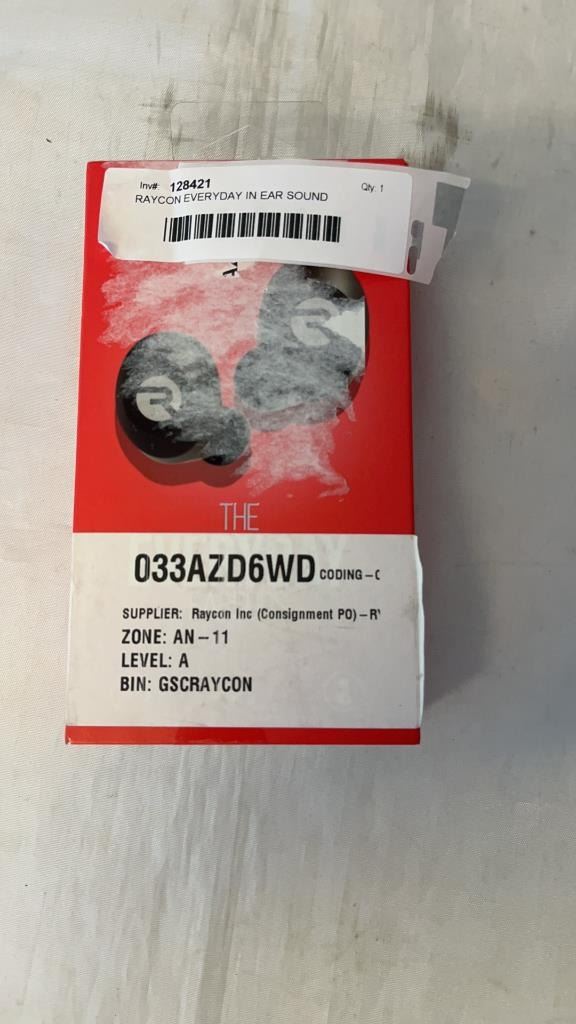 Inv#: 128421 Qty: 1
RAYCON EVERYDAY IN EAR SOUND
THE
033AZD6WD CODING-C
SUPPLIER: Raycon Inc (Consignment PO)-R
ZONE: AN-11
LEVEL: A
BIN: GSCRAYCON